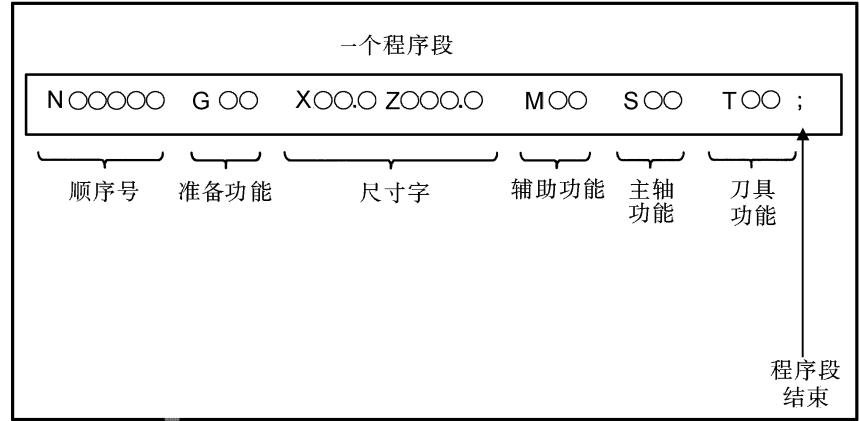 一个程序段
N○○○○○ G○○ X○○.○ Z○○○.○ M○○ S○○ T○○ ;
顺序号 准备功能 尺寸字 辅助功能 主轴功能 刀具功能
程序段
结束